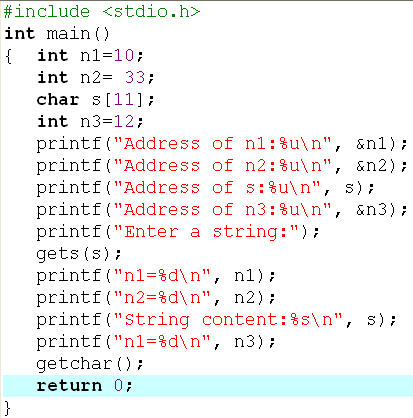 #include <stdio.h>
int main()
{  int n1=10;
   int n2= 33;
   char s[11];
   int n3=12;
   printf("Address of n1:%u\n", &n1);
   printf("Address of n2:%u\n", &n2);
   printf("Address of s:%u\n", s);
   printf("Address of n3:%u\n", &n3);
   printf("Enter a string:");
   gets(s);
   printf("n1=%d\n", n1);
   printf("n2=%d\n", n2);
   printf("String content:%s\n", s);
   printf("n1=%d\n", n3);
   getchar();
   return 0;
}